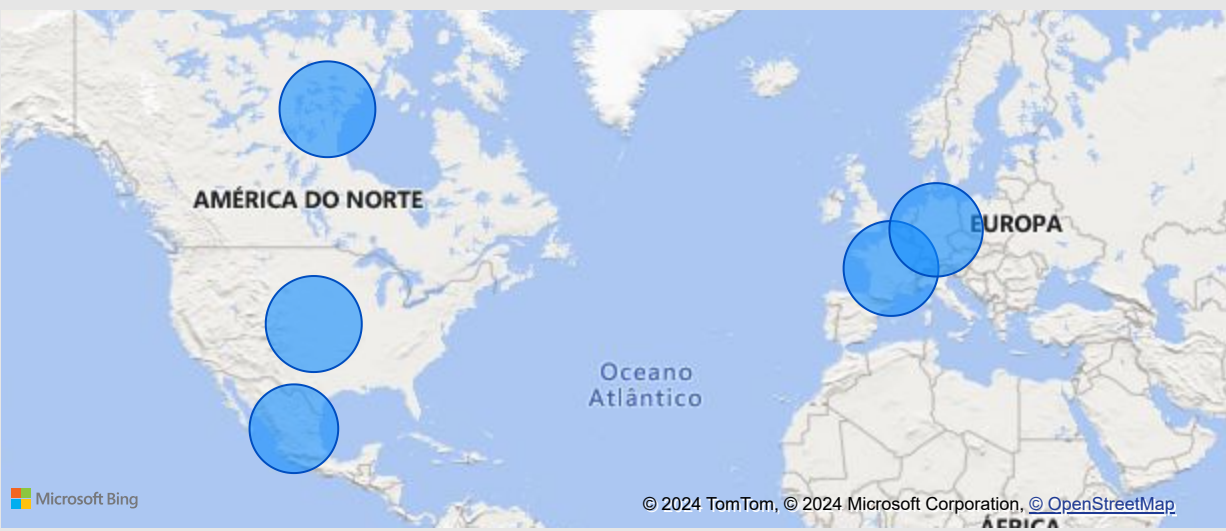 AMÉRICA DO NORTE
EUROPA
Oceano
Atlântico
Microsoft Bing
© 2024 TomTom, © 2024 Microsoft Corporation, © OpenStreetMap
ÁFRICA